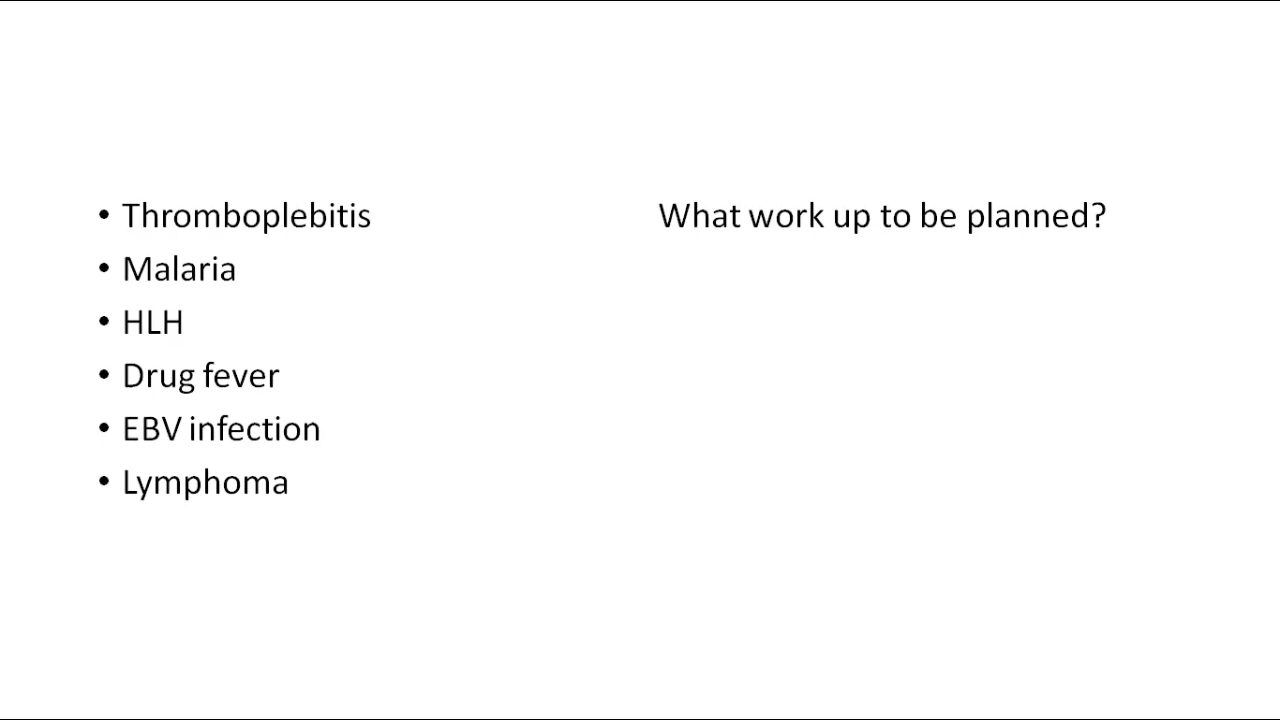 • Thromboplebitis
• Malaria
• HLH
• Drug fever
• EBV infection
• Lymphoma
What work up to be planned?